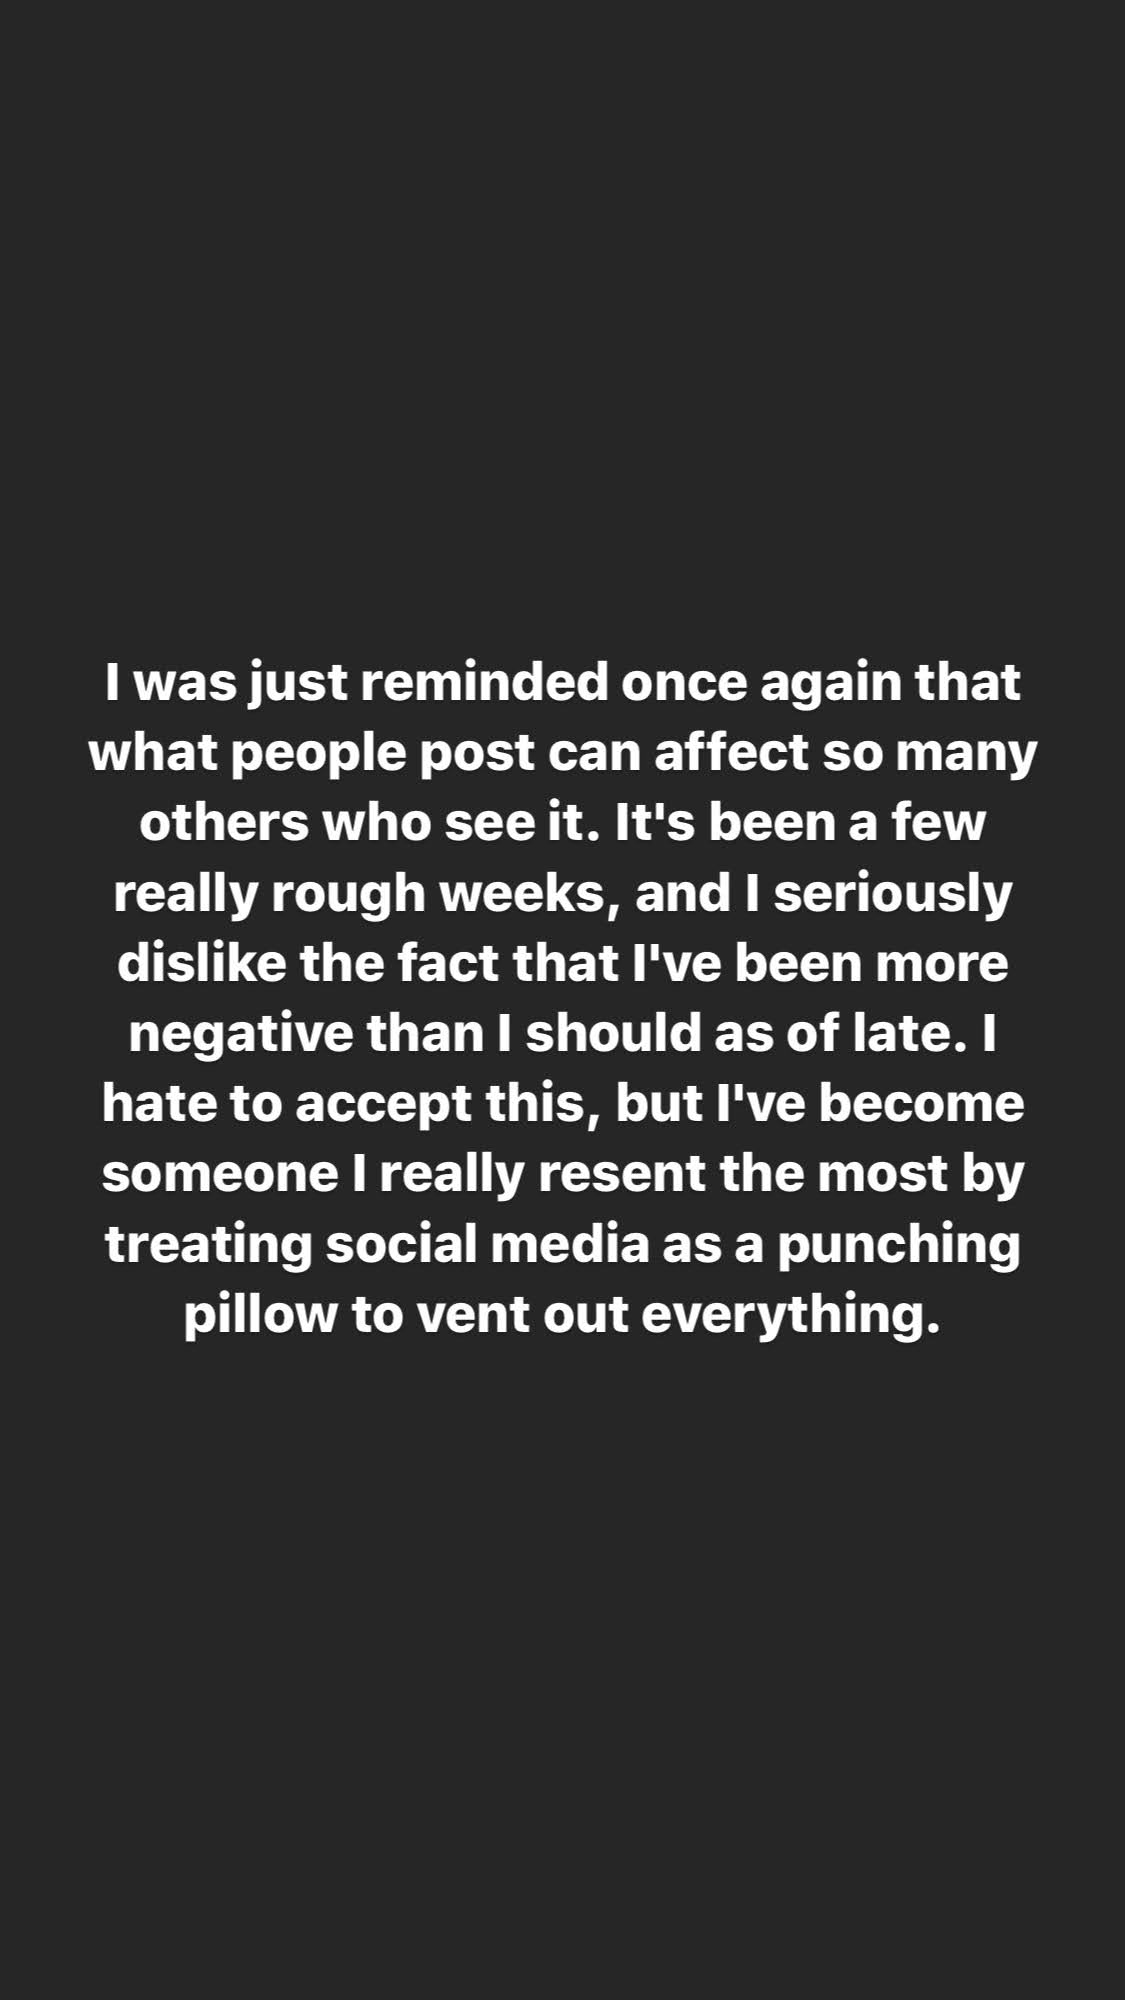 I was just reminded once again that
what people post can affect so many
others who see it. It's been a few
really rough weeks, and I seriously
dislike the fact that I've been more
negative than I should as of late. I
hate to accept this, but I've become
someone I really resent the most by
treating social media as a punching
pillow to vent out everything.